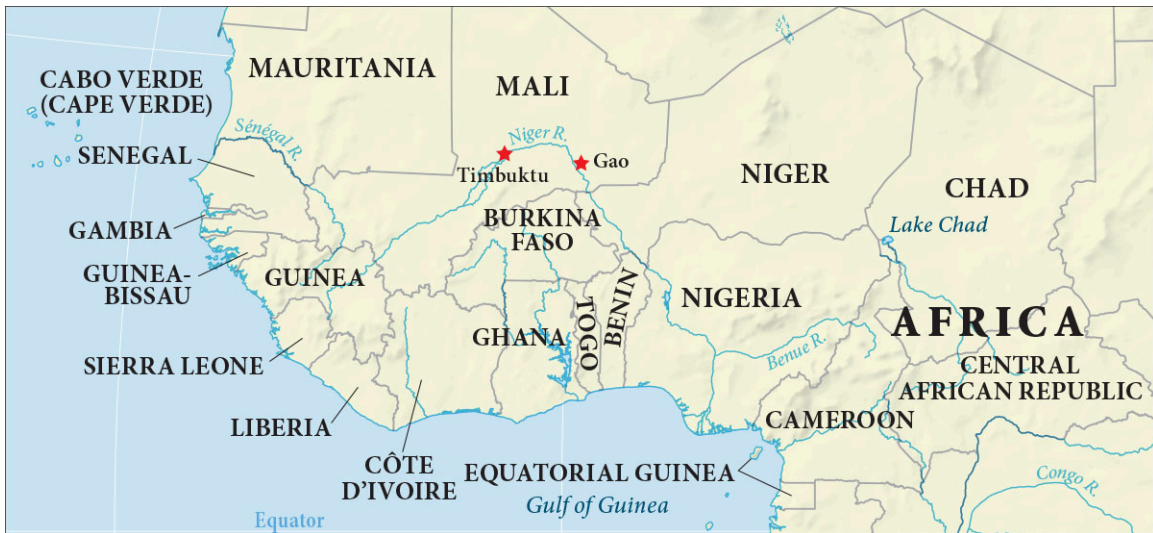 MAURITANIA
MALI
CABO VERDE
(CAPE VERDE)
Sénégal R.
Niger R.
SENEGAL
Timbuktu
Gao
NIGER
CHAD
BURKINA
FASO
Lake Chad
GAMBIA
GUINEA-
BISSAU
GUINEA
NIGERIA
BENIN
TOGO
GHANA
AFRICA
SIERRA LEONE
Benue R.
CENTRAL
AFRICAN REPUBLIC
LIBERIA
CAMEROON
CÔTE
D'IVOIRE
EQUATORIAL GUINEA
Congo R.
Gulf of Guinea
Equator